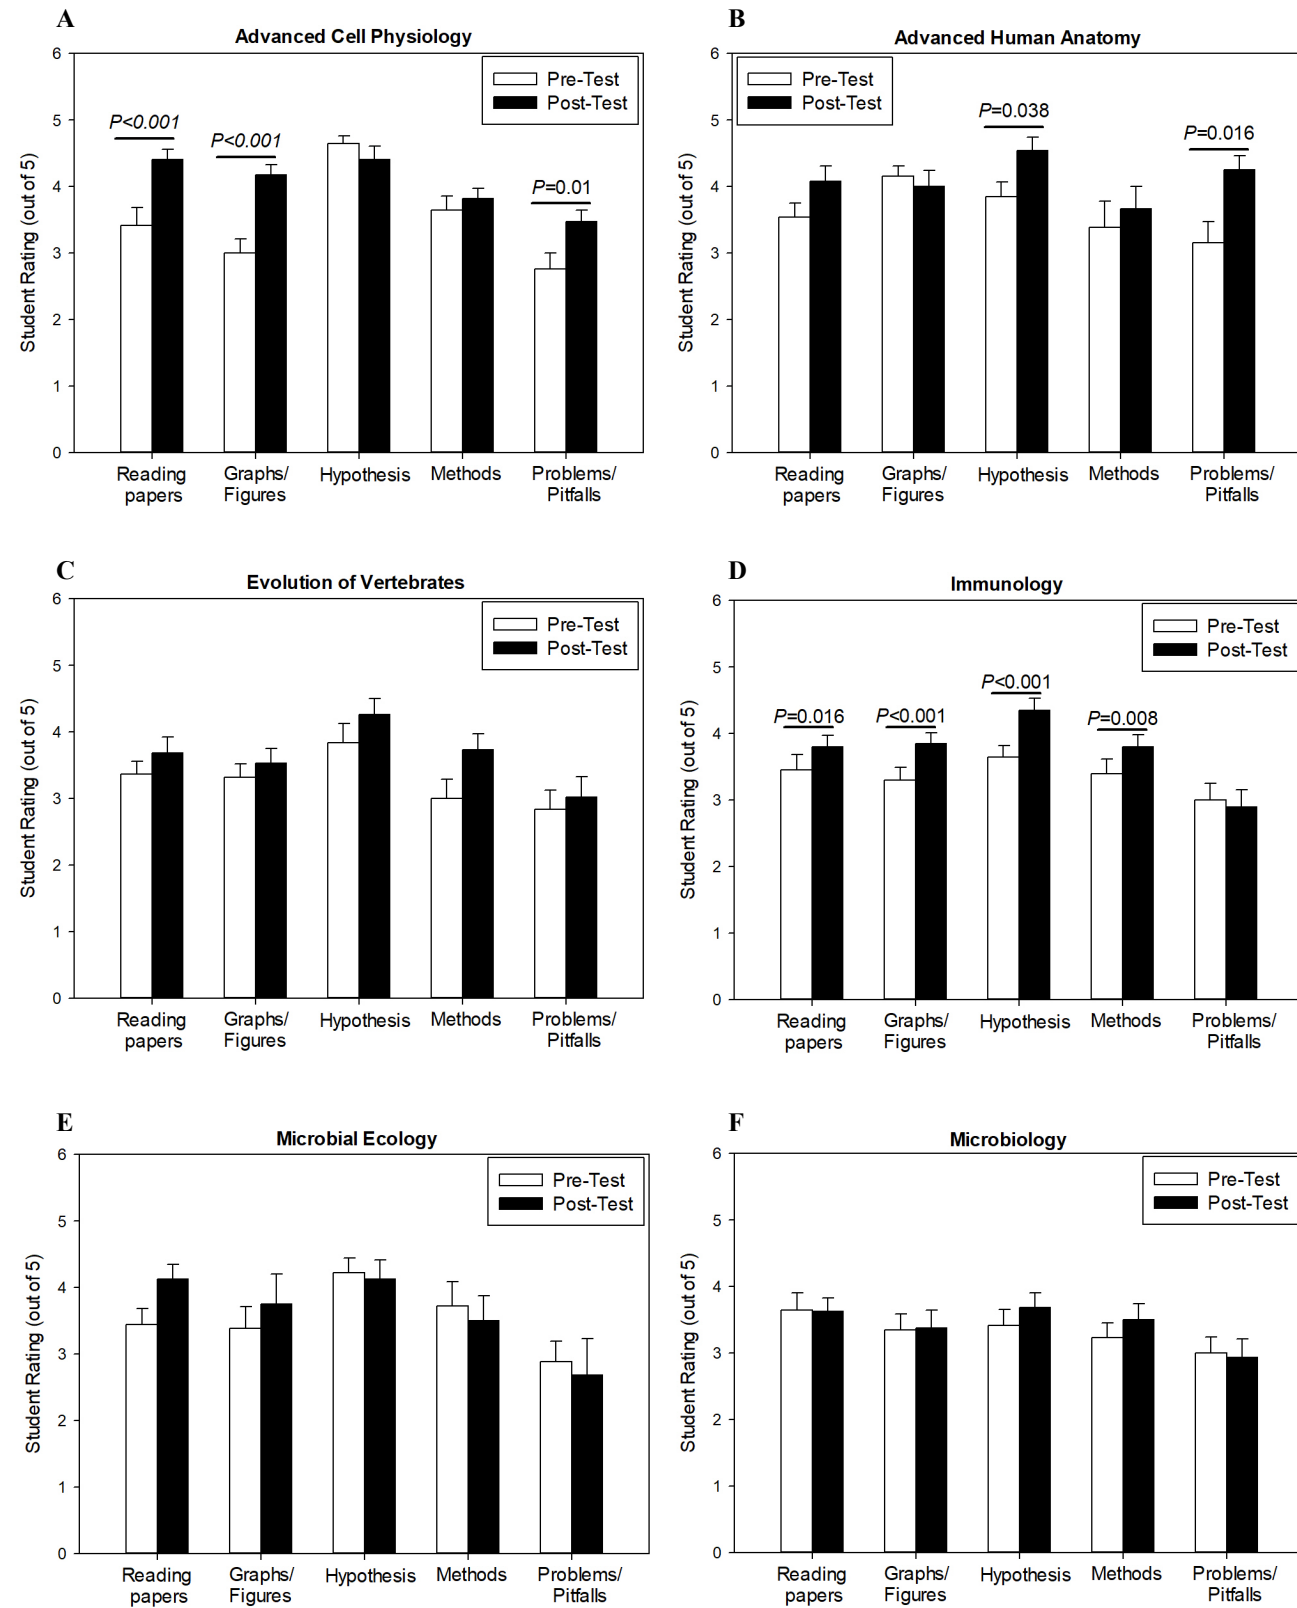 A
Advanced Cell Physiology
6
5
4
3
2
1
0
Student Rating (out of 5)
Pre-Test
Post-Test
P<0.001
P<0.001
P=0.01
Reading
papers
Graphs/
Figures
Hypothesis
Methods
Problems/
Pitfalls
B
Advanced Human Anatomy
6
5
4
3
2
1
0
Student Rating (out of 5)
Pre-Test
Post-Test
P=0.038
P=0.016
Reading
papers
Graphs/
Figures
Hypothesis
Methods
Problems/
Pitfalls
C
Evolution of Vertebrates
6
5
4
3
2
1
0
Student Rating (out of 5)
Pre-Test
Post-Test
Reading
papers
Graphs/
Figures
Hypothesis
Methods
Problems/
Pitfalls
D
Immunology
6
5
4
3
2
1
0
Student Rating (out of 5)
Pre-Test
Post-Test
P=0.016
P<0.001
P<0.001
P=0.008
Reading
papers
Graphs/
Figures
Hypothesis
Methods
Problems/
Pitfalls
E
Microbial Ecology
6
5
4
3
2
1
0
Student Rating (out of 5)
Pre-Test
Post-Test
Reading
papers
Graphs/
Figures
Hypothesis
Methods
Problems/
Pitfalls
F
Microbiology
6
5
4
3
2
1
0
Student Rating (out of 5)
Pre-Test
Post-Test
Reading
papers
Graphs/
Figures
Hypothesis
Methods
Problems/
Pitfalls